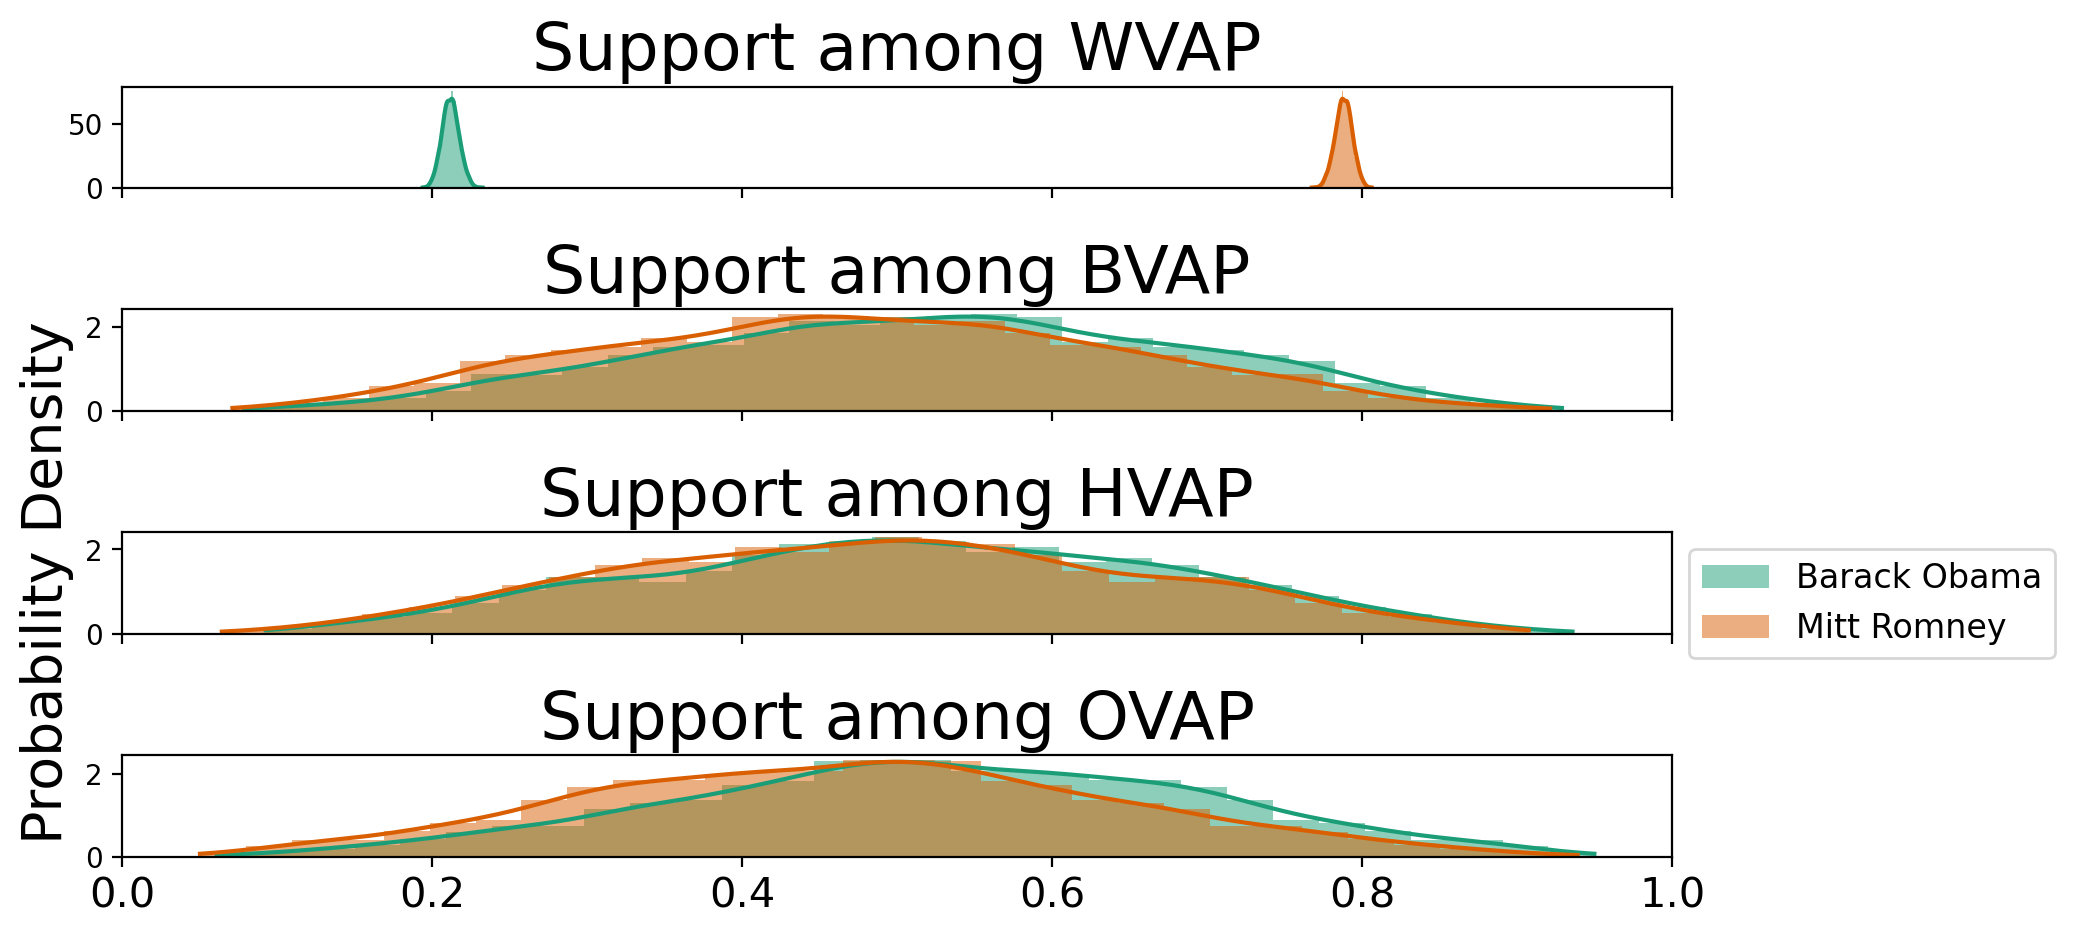 Support among WVAP
50
0
Support among BVAP
2
0
Support among HVAP
2
0
Support among OVAP
2
0
0.0 0.2 0.4 0.6 0.8 1.0
Probability Density
Barack Obama
Mitt Romney